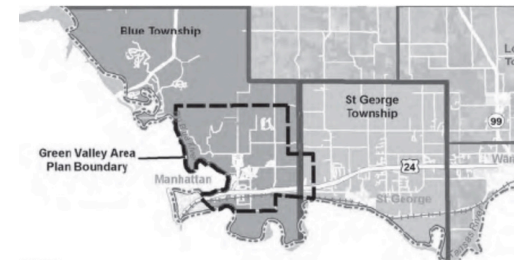 Blue Township
St George
Township
99
Green Valley Area
Plan Boundary
Manhattan
24
St George